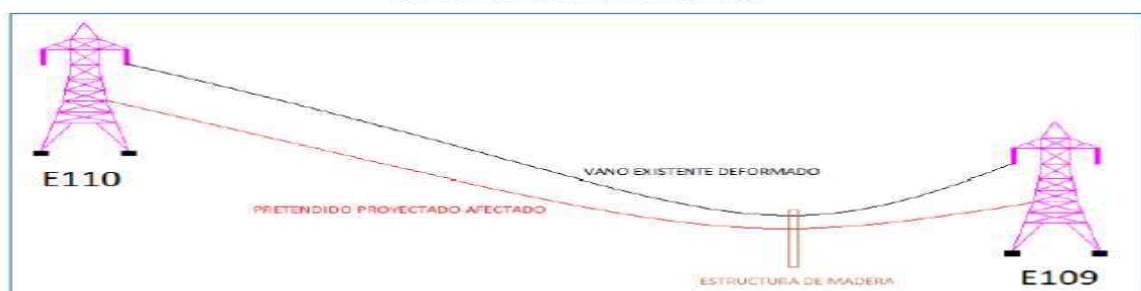 E110
VANO EXISTENTE DEFORMADO
PRETENDIDO PROYECTADO AFECTADO
ESTRUCTURA DE MADERA
E109